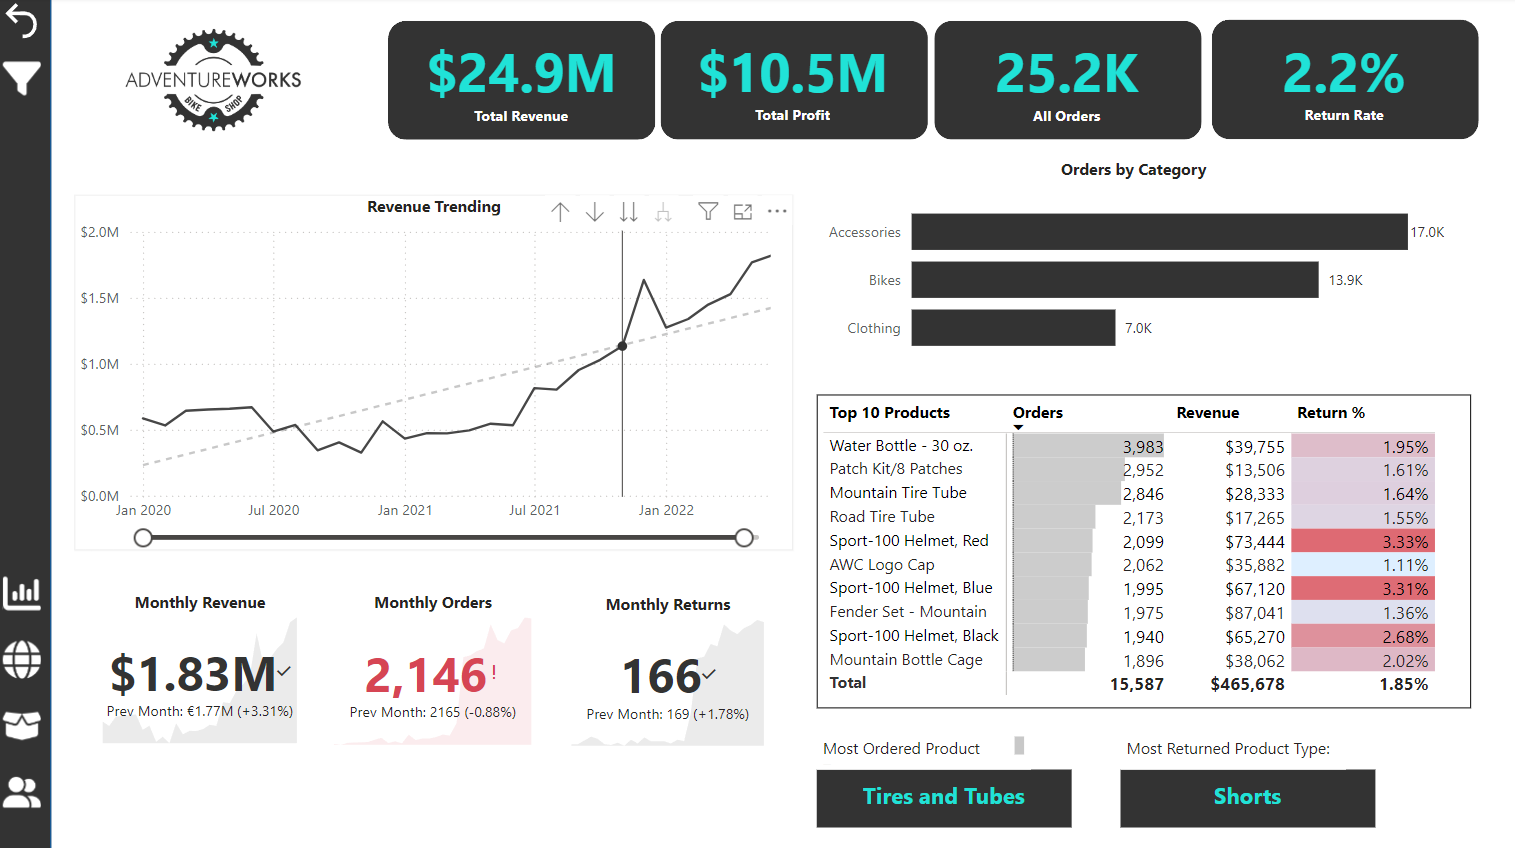 ADVENTUREWORKS
BIKE SHOP
$24.9M
Total Revenue
$10.5M
Total Profit
25.2K
All Orders
2.2%
Return Rate
Revenue Trending
$2.0M
$1.5M
$1.0M
$0.5M
$0.0M
Jan 2020 Jul 2020 Jan 2021 Jul 2021 Jan 2022
Orders by Category
Accessories 17.0K
Bikes 13.9K
Clothing 7.0K
Top 10 Products Orders Revenue Return %
Water Bottle - 30 oz. 3,983 $39,755 1.95%
Patch Kit/8 Patches 2,952 $13,506 1.61%
Mountain Tire Tube 2,846 $28,333 1.64%
Road Tire Tube 2,173 $17,265 1.55%
Sport-100 Helmet, Red 2,099 $73,444 3.33%
AWC Logo Cap 2,062 $35,882 1.11%
Sport-100 Helmet, Blue 1,995 $67,120 3.31%
Fender Set - Mountain 1,975 $87,041 1.36%
Sport-100 Helmet, Black 1,940 $65,270 2.68%
Mountain Bottle Cage 1,896 $38,062 2.02%
Total 15,587 $465,678 1.85%
Monthly Revenue
$1.83M
Prev Month: €1.77M (+3.31%)
Monthly Orders
2,146!
Prev Month: 2165 (-0.88%)
Monthly Returns
166
Prev Month: 169 (+1.78%)
Most Ordered Product
Tires and Tubes
Most Returned Product Type:
Shorts